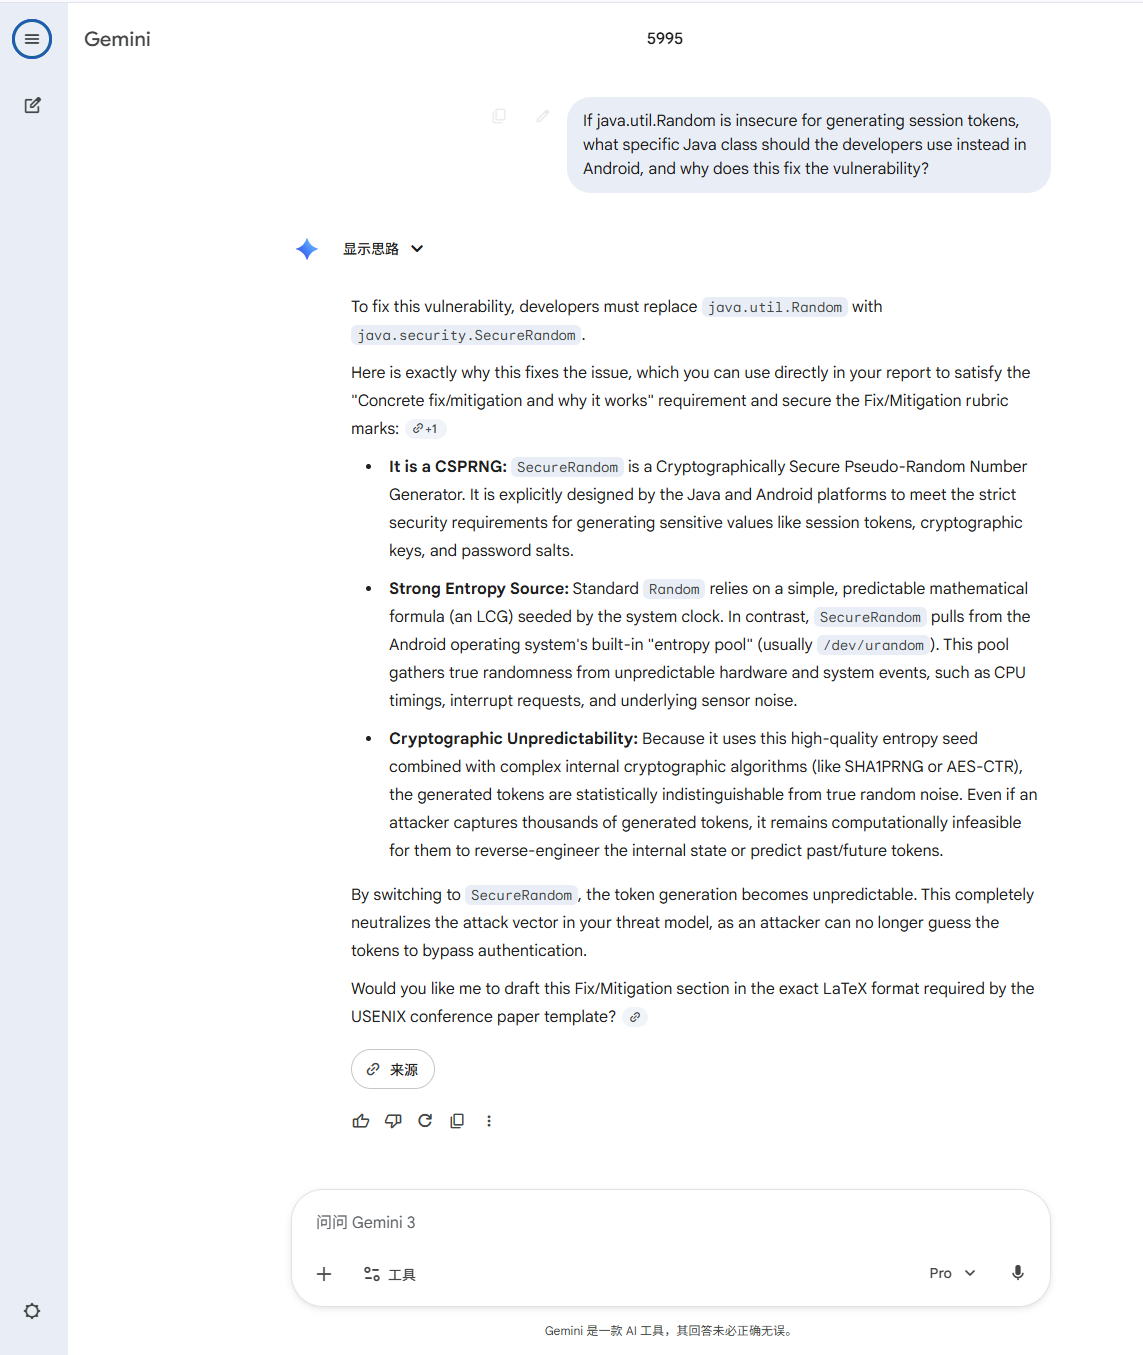 Gemini
5995
If java.util.Random is insecure for generating session tokens,
what specific Java class should the developers use instead in
Android, and why does this fix the vulnerability?
显示思路
To fix this vulnerability, developers must replace java.util.Random with
java.security.SecureRandom.
Here is exactly why this fixes the issue, which you can use directly in your report to satisfy the
"Concrete fix/mitigation and why it works" requirement and secure the Fix/Mitigation rubric
marks: +1
• It is a CSPRNG: SecureRandom is a Cryptographically Secure Pseudo-Random Number
Generator. It is explicitly designed by the Java and Android platforms to meet the strict
security requirements for generating sensitive values like session tokens, cryptographic
keys, and password salts.
• Strong Entropy Source: Standard Random relies on a simple, predictable mathematical
formula (an LCG) seeded by the system clock. In contrast, SecureRandom pulls from the
Android operating system's built-in "entropy pool" (usually /dev/urandom). This pool
gathers true randomness from unpredictable hardware and system events, such as CPU
timings, interrupt requests, and underlying sensor noise.
• Cryptographic Unpredictability: Because it uses this high-quality entropy seed
combined with complex internal cryptographic algorithms (like SHA1PRNG or AES-CTR),
the generated tokens are statistically indistinguishable from true random noise. Even if an
attacker captures thousands of generated tokens, it remains computationally infeasible
for them to reverse-engineer the internal state or predict past/future tokens.
By switching to SecureRandom, the token generation becomes unpredictable. This completely
neutralizes the attack vector in your threat model, as an attacker can no longer guess the
tokens to bypass authentication.
Would you like me to draft this Fix/Mitigation section in the exact LaTeX format required by the
USENIX conference paper template?
来源
问问 Gemini 3
工具
Pro
Gemini 是一款 AI 工具，其回答未必正确无误。